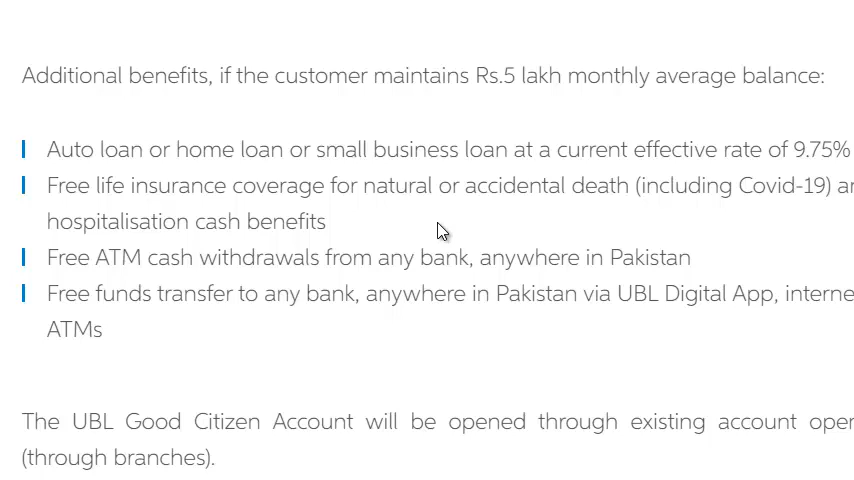 Additional benefits, if the customer maintains Rs.5 lakh monthly average balance:
Auto loan or home loan or small business loan at a current effective rate of 9.75%
Free life insurance coverage for natural or accidental death (including Covid-19)
hospitalisation cash benefits
Free ATM cash withdrawals from any bank, anywhere in Pakistan
Free funds transfer to any bank, anywhere in Pakistan via UBL Digital App,
ATMs
The UBL Good Citizen Account will be opened through existing account
(through branches).